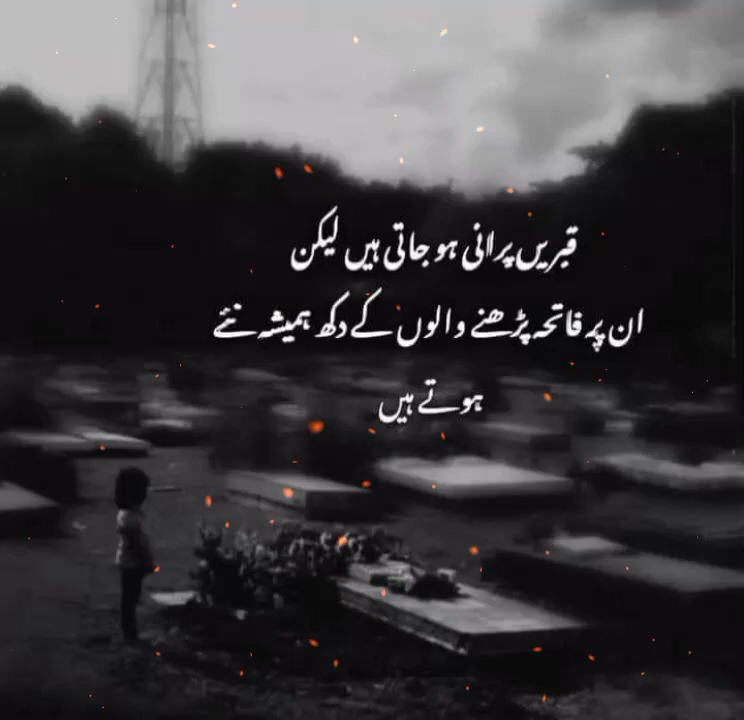 قبریں پرانی ہو جاتی ہیں لیکن
ان پر فاتحہ پڑھنے والوں کے دکھ ہمیشہ نئے
ہوتے ہیں